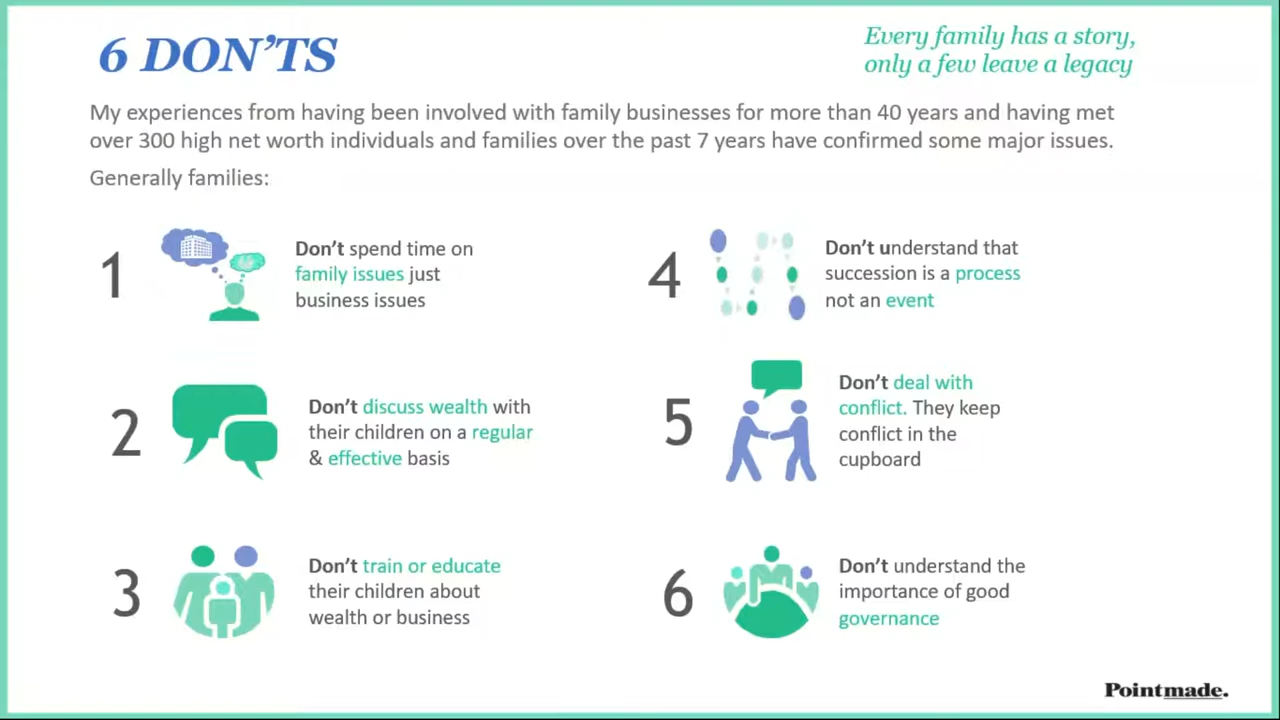 6 DON'TS
Every family has a story,
only a few leave a legacy
My experiences from having been involved with family businesses for more than 40 years and having met
over 300 high net worth individuals and families over the past 7 years have confirmed some major issues.
Generally families:
1
Don't spend time on
family issues just
business issues
2
Don't discuss wealth with
their children on a regular
& effective basis
3
Don't train or educate
their children about
wealth or business
4
Don't understand that
succession is a process
not an event
5
Don't deal with
conflict. They keep
conflict in the
cupboard
6
Don't understand the
importance of good
governance
Pointmade.